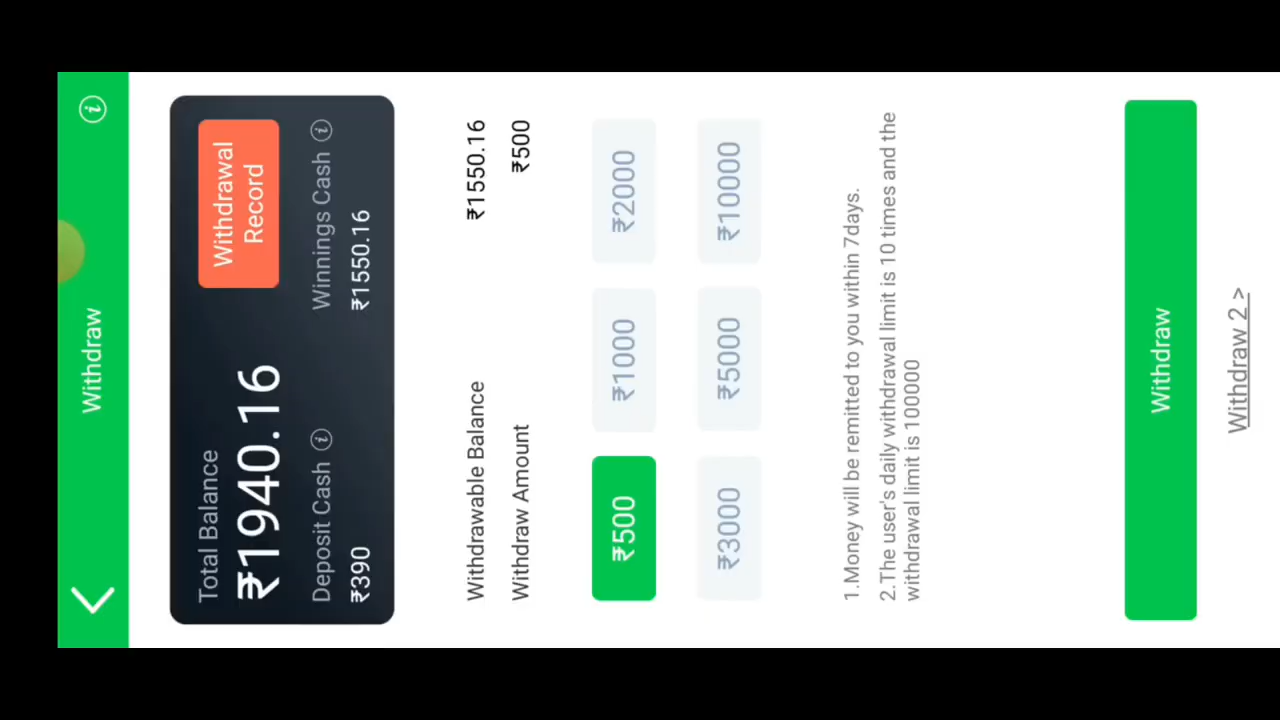 Withdraw
Total Balance
₹1940.16
Withdrawal
Record
Deposit Cash
Winnings Cash
₹390
₹1550.16
Withdrawable Balance
₹1550.16
Withdraw Amount
₹500
₹500
₹1000
₹2000
₹3000
₹5000
₹10000
1.Money will be remitted to you within 7days.
2.The user's daily withdrawal limit is 10 times and the
withdrawal limit is 100000
Withdraw
Withdraw 2 >